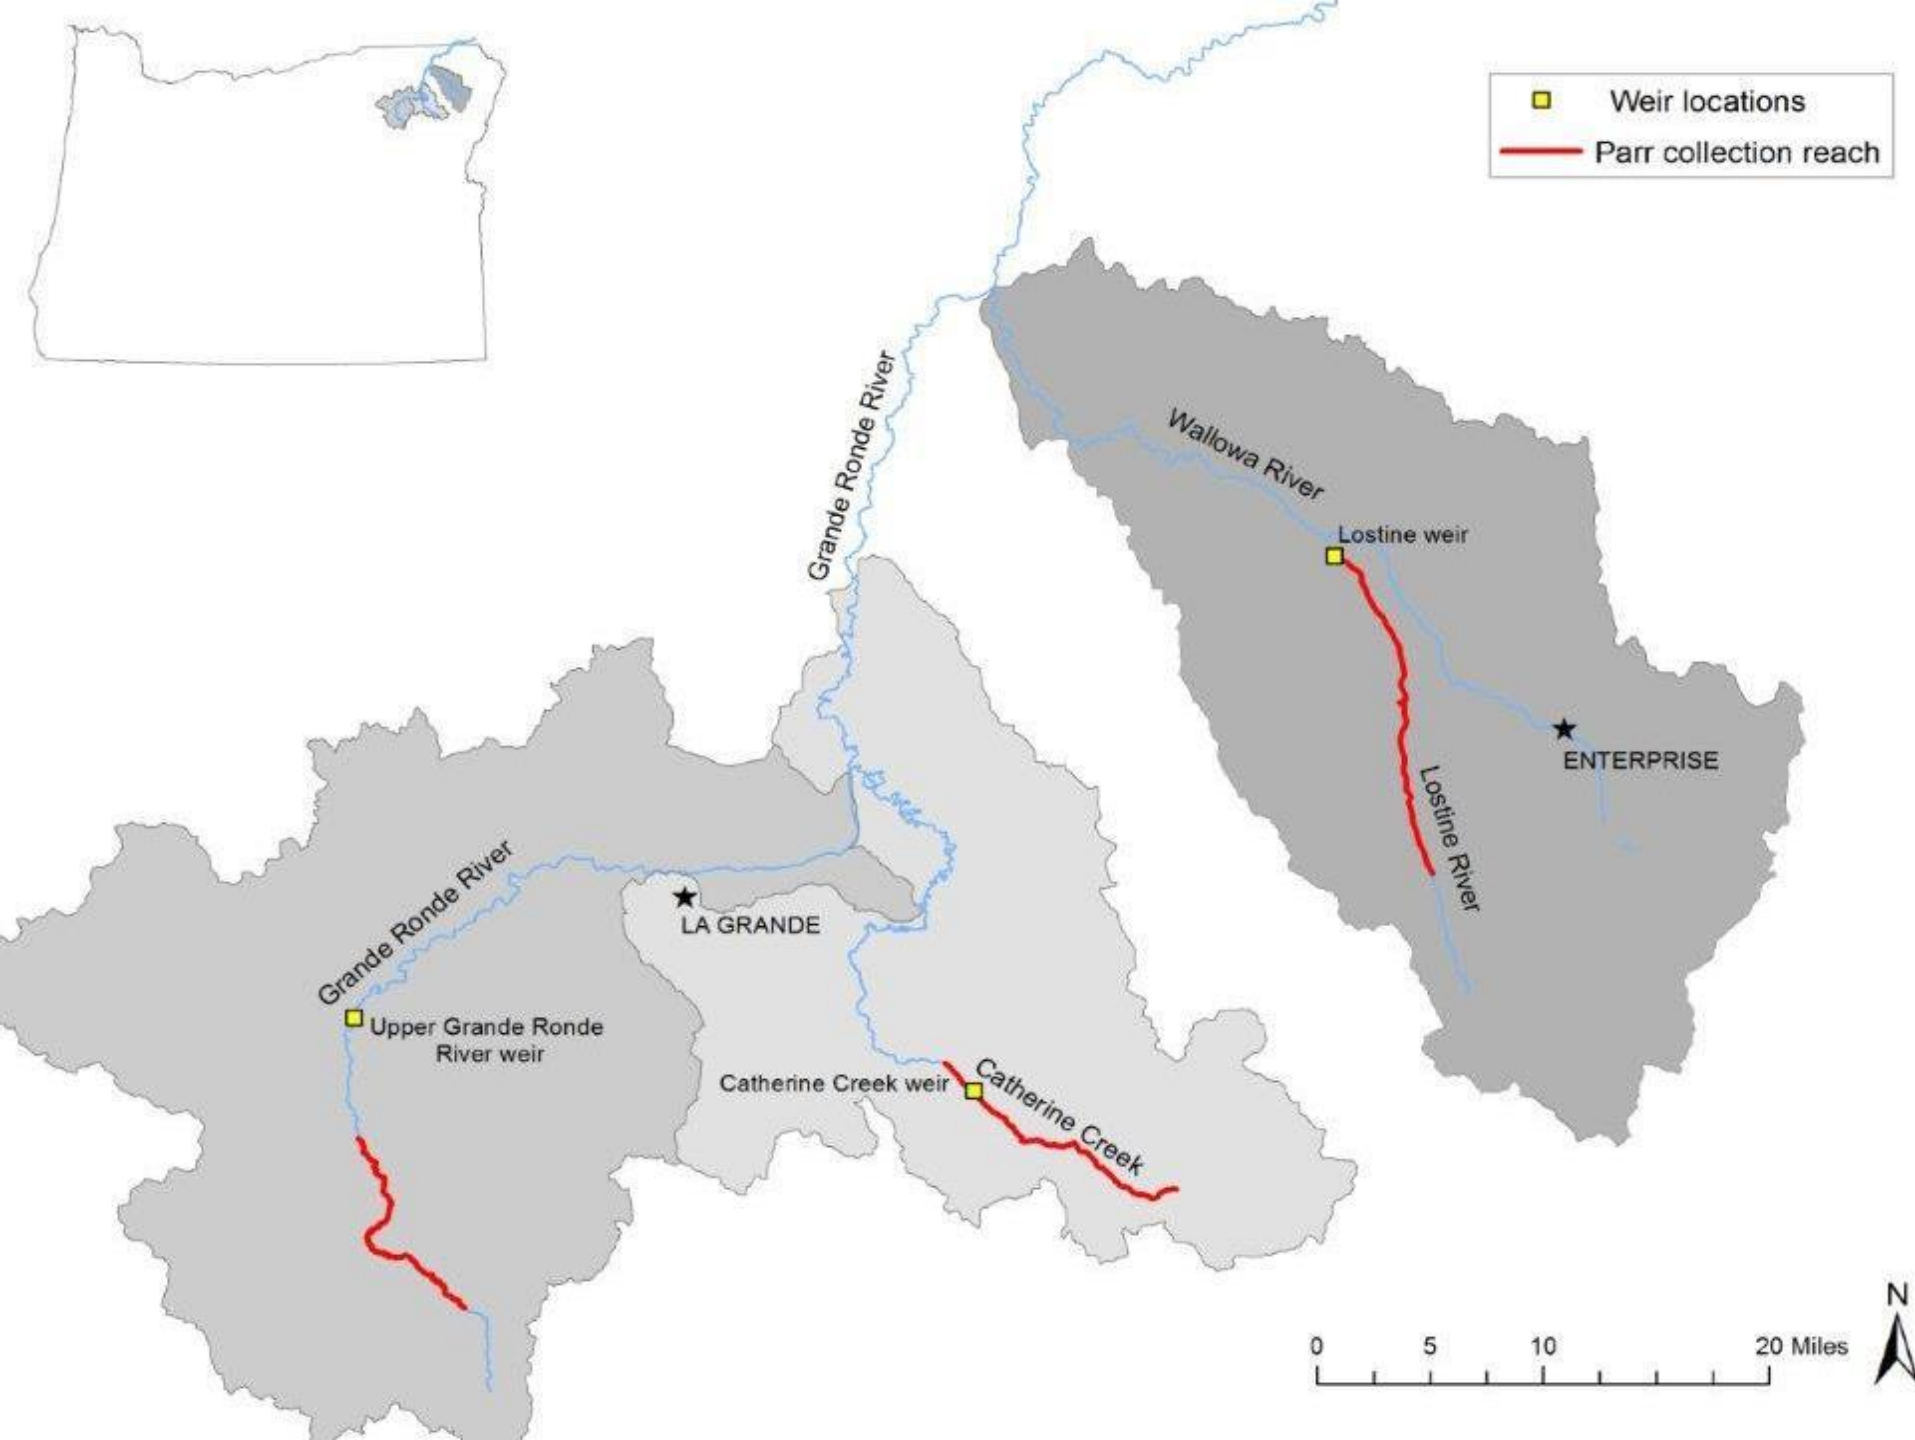 Weir locations
Parr collection reach
Grande Ronde River
Wallowa River
Lostine weir
ENTERPRISE
Lostine River
Grande Ronde River
LA GRANDE
Upper Grande Ronde
River weir
Catherine Creek weir
Catherine Creek
N
0 5 10 20 Miles